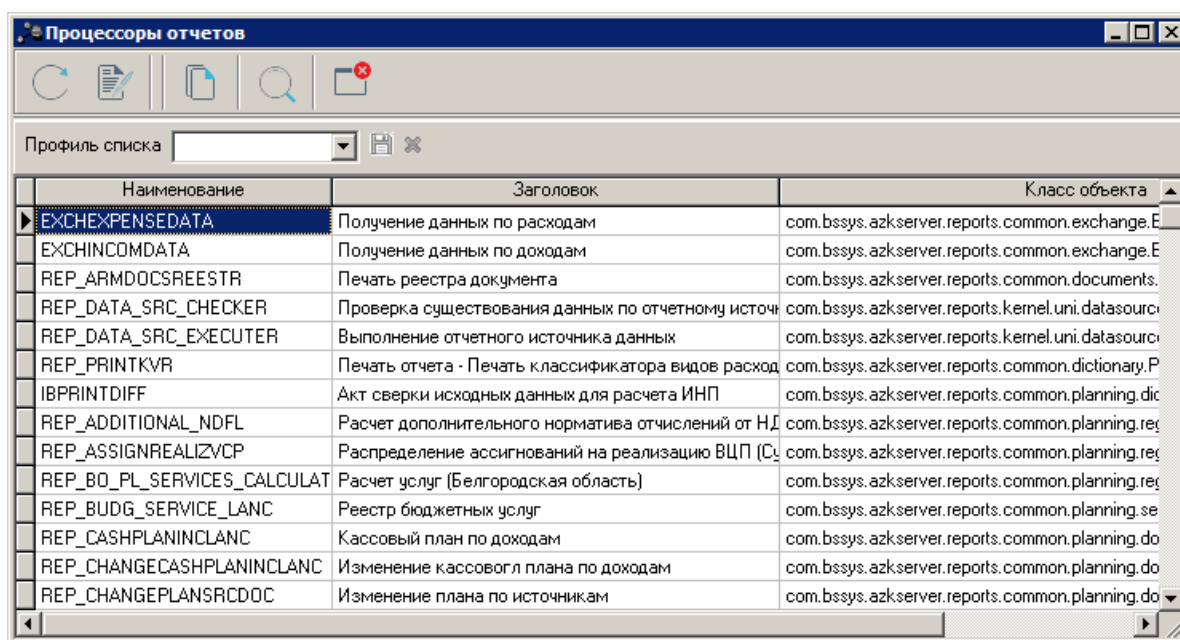 Процессоры отчетов
Профиль списка
Наименование Заголовок Класс объекта
EXCHEXPENSEDATA Получение данных по расходам com.bssys.azkserver.reports.common.exchange.E
EXCHINCOMDATA Получение данных по доходам com.bssys.azkserver.reports.common.exchange.E
REP_ARMDOCSREESTR Печать реестра документа com.bssys.azkserver.reports.common.documents.
REP_DATA_SRC_CHECKER Проверка существования данных по отчетному источн com.bssys.azkserver.reports.kernel.uni.datasourc
REP_DATA_SRC_EXECUTER Выполнение отчетного источника данных com.bssys.azkserver.reports.kernel.uni.datasourc
REP_PRINTKVR Печать отчета - Печать классификатора видов расход com.bssys.azkserver.reports.common.dictionary.P
IBPRINTDIFF Акт сверки исходных данных для расчета ИНП com.bssys.azkserver.reports.common.planning.dic
REP_ADDITIONAL_NDFL Расчет дополнительного норматива отчислений от НД com.bssys.azkserver.reports.common.planning.reg
REP_ASSIGNREALIZVCP Распределение ассигнований на реализацию ВЦП (Су com.bssys.azkserver.reports.common.planning.reg
REP_BO_PL_SERVICES_CALCULAT Расчет услуг (Белгородская область) com.bssys.azkserver.reports.common.planning.reg
REP_BUDG_SERVICE_LANC Реестр бюджетных услуг com.bssys.azkserver.reports.common.planning.se
REP_CASHPLANINCLANC Кассовый план по доходам com.bssys.azkserver.reports.common.planning.do
REP_CHANGECASHPLANINCLANC Изменение кассовогл плана по доходам com.bssys.azkserver.reports.common.planning.do
REP_CHANGEPLANSRCDOC Изменение плана по источникам com.bssys.azkserver.reports.common.planning.do